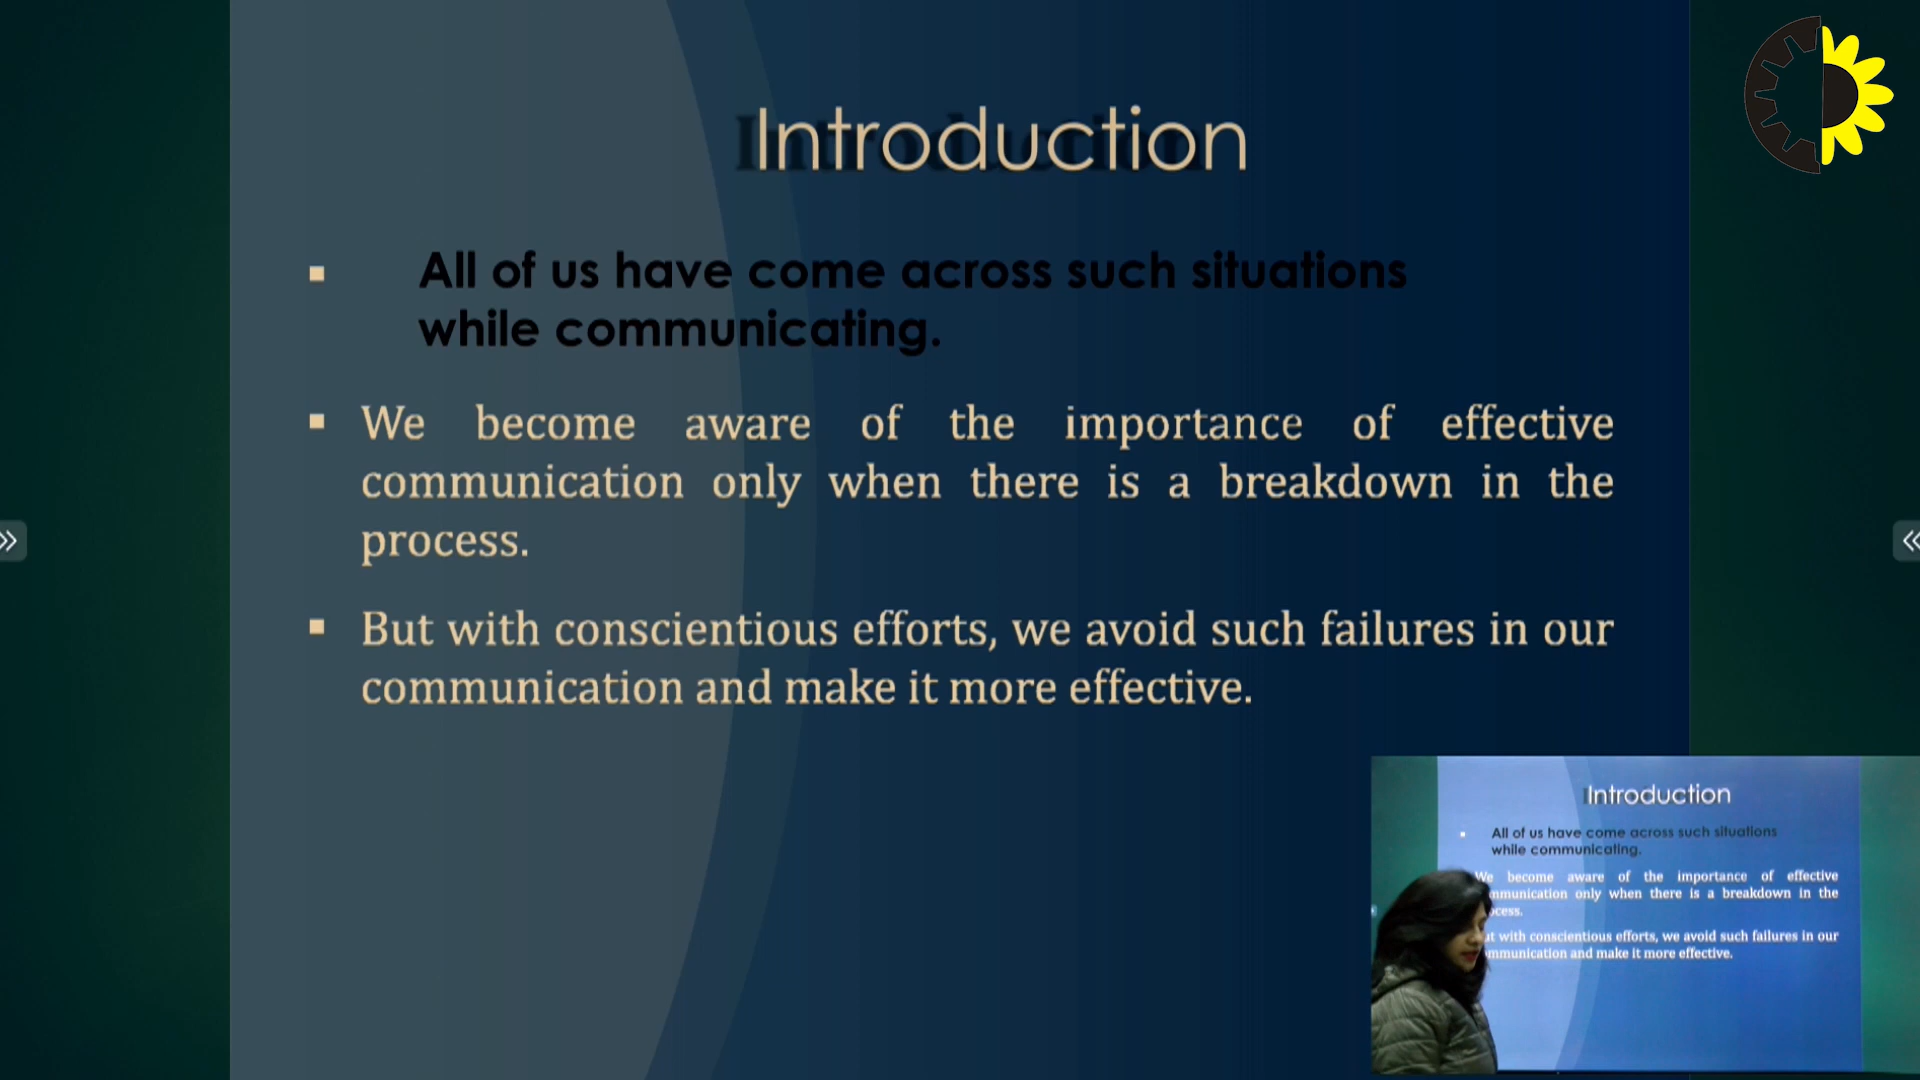 Introduction
All of us have come across such situations
while communicating.
We become aware of the importance of effective
communication only when there is a breakdown in the
process.
But with conscientious efforts, we avoid such failures in our
communication and make it more effective.
Introduction
All of us have come across such situations
while communicating.
We become aware of the importance of effective
mmunication only when there is a breakdown in the
ocess.
ut with conscientious efforts, we avoid such failures in our
mmunication and make it more effective.